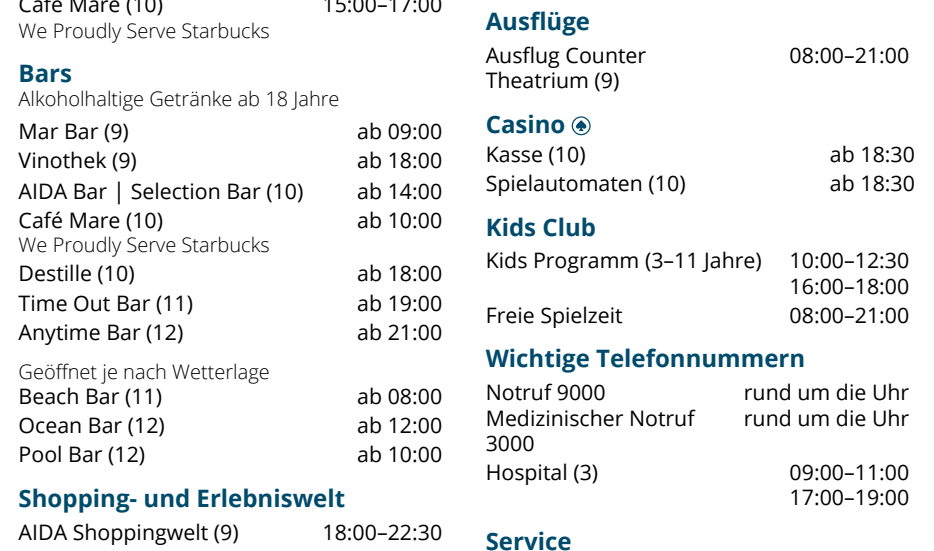 Café Mare (10) 15:00–17:00
We Proudly Serve Starbucks
Bars
Alkoholhaltige Getränke ab 18 Jahre
Mar Bar (9) ab 09:00
Vinothek (9) ab 18:00
AIDA Bar | Selection Bar (10) ab 14:00
Café Mare (10) ab 10:00
We Proudly Serve Starbucks
Destille (10) ab 18:00
Time Out Bar (11) ab 19:00
Anytime Bar (12) ab 21:00
Geöffnet je nach Wetterlage
Beach Bar (11) ab 08:00
Ocean Bar (12) ab 12:00
Pool Bar (12) ab 10:00
Shopping- und Erlebniswelt
AIDA Shoppingwelt (9) 18:00–22:30
Ausflüge
Ausflug Counter 08:00–21:00
Theatrium (9)
Casino
Kasse (10) ab 18:30
Spielautomaten (10) ab 18:30
Kids Club
Kids Programm (3–11 Jahre) 10:00–12:30
16:00–18:00
Freie Spielzeit 08:00–21:00
Wichtige Telefonnummern
Notruf 9000 rund um die Uhr
Medizinischer Notruf rund um die Uhr
3000
Hospital (3) 09:00–11:00
17:00–19:00
Service